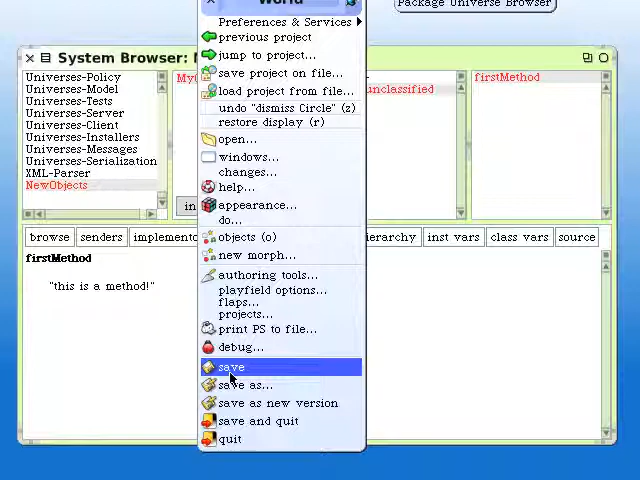 World
Package Universe Browser
System Browser:
Preferences & Services
previous project
jump to project...
save project on file...
load project from file...
undo "dismiss Circle" (z)
restore display (r)
open...
windows...
changes...
help...
appearance...
do...
objects (o)
new morph...
authoring tools...
playfield options...
flaps...
projects...
print PS to file...
debug...
save
save as...
save as new version
save and quit
quit
Universes-Policy
Universes-Model
Universes-Tests
Universes-Server
Universes-Client
Universes-Installers
Universes-Messages
Universes-Serialization
XML-Parser
NewObjects
unclassified
firstMethod
browse
senders
inst vars
class vars
source
firstMethod
"this is a method!"